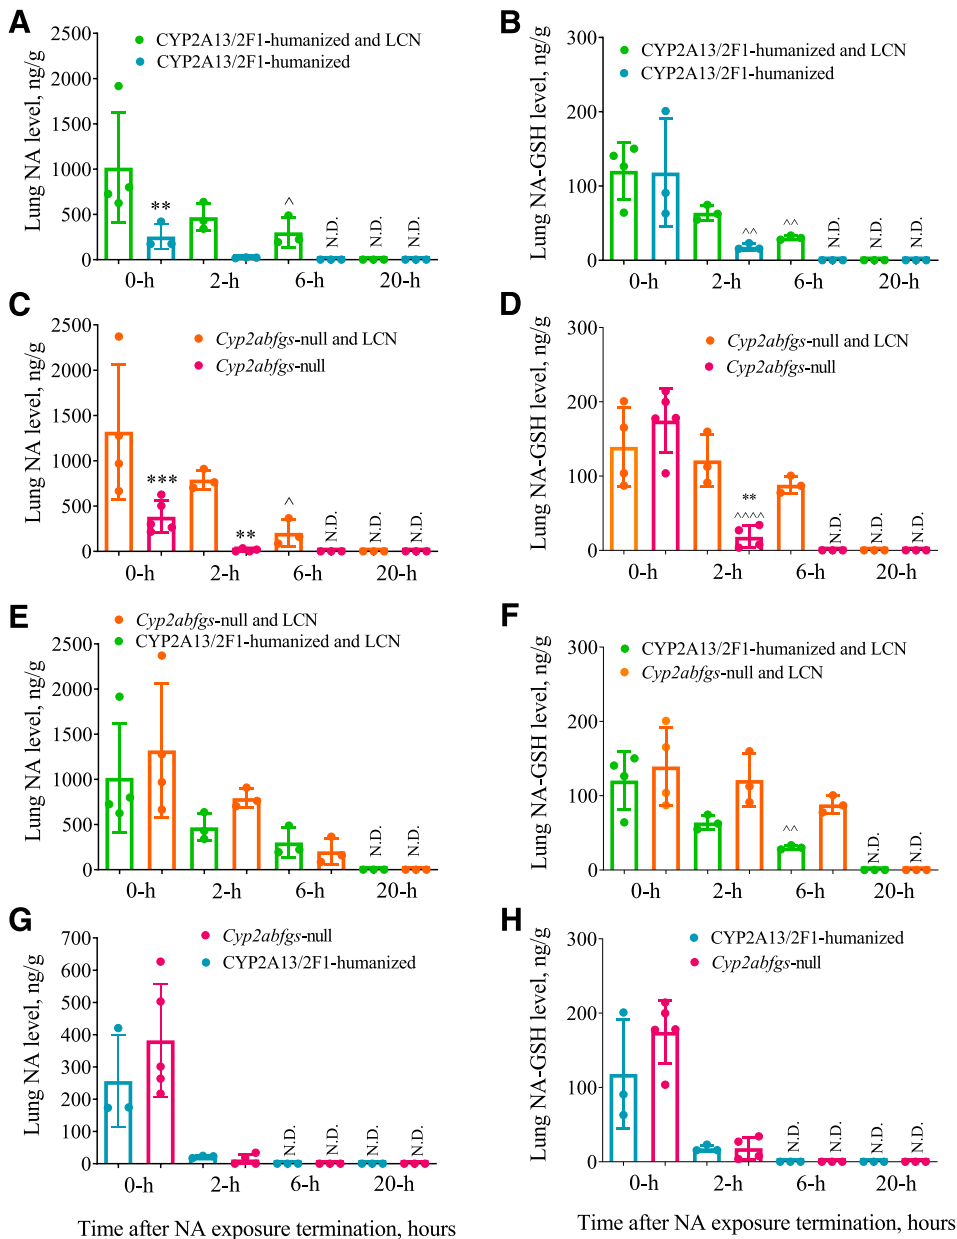 A
Lung NA level, ng/g
2500
2000
1500
1000
500
0
CYP2A13/2F1-humanized and LCN
CYP2A13/2F1-humanized
**
^
N.D.
N.D.
N.D.
0-h
2-h
6-h
20-h
B
Lung NA-GSH level, ng/g
300
200
100
0
CYP2A13/2F1-humanized and LCN
CYP2A13/2F1-humanized
^^
^^
N.D.
N.D.
N.D.
0-h
2-h
6-h
20-h
C
Lung NA level, ng/g
2500
2000
1500
1000
500
0
Cyp2abfgs-null and LCN
Cyp2abfgs-null
***
**
^
N.D.
N.D.
N.D.
0-h
2-h
6-h
20-h
D
Lung NA-GSH level, ng/g
300
200
100
0
Cyp2abfgs-null and LCN
Cyp2abfgs-null
**
^^^^
N.D.
N.D.
N.D.
0-h
2-h
6-h
20-h
E
Lung NA level, ng/g
2500
2000
1500
1000
500
0
Cyp2abfgs-null and LCN
CYP2A13/2F1-humanized and LCN
N.D.
N.D.
0-h
2-h
6-h
20-h
F
Lung NA-GSH level, ng/g
300
200
100
0
CYP2A13/2F1-humanized and LCN
Cyp2abfgs-null and LCN
^^
N.D.
N.D.
0-h
2-h
6-h
20-h
G
Lung NA level, ng/g
700
600
500
400
300
200
100
0
Cyp2abfgs-null
CYP2A13/2F1-humanized
N.D.
N.D.
N.D.
N.D.
0-h
2-h
6-h
20-h
Time after NA exposure termination, hours
H
Lung NA-GSH level, ng/g
300
200
100
0
CYP2A13/2F1-humanized
Cyp2abfgs-null
N.D.
N.D.
N.D.
N.D.
0-h
2-h
6-h
20-h
Time after NA exposure termination, hours